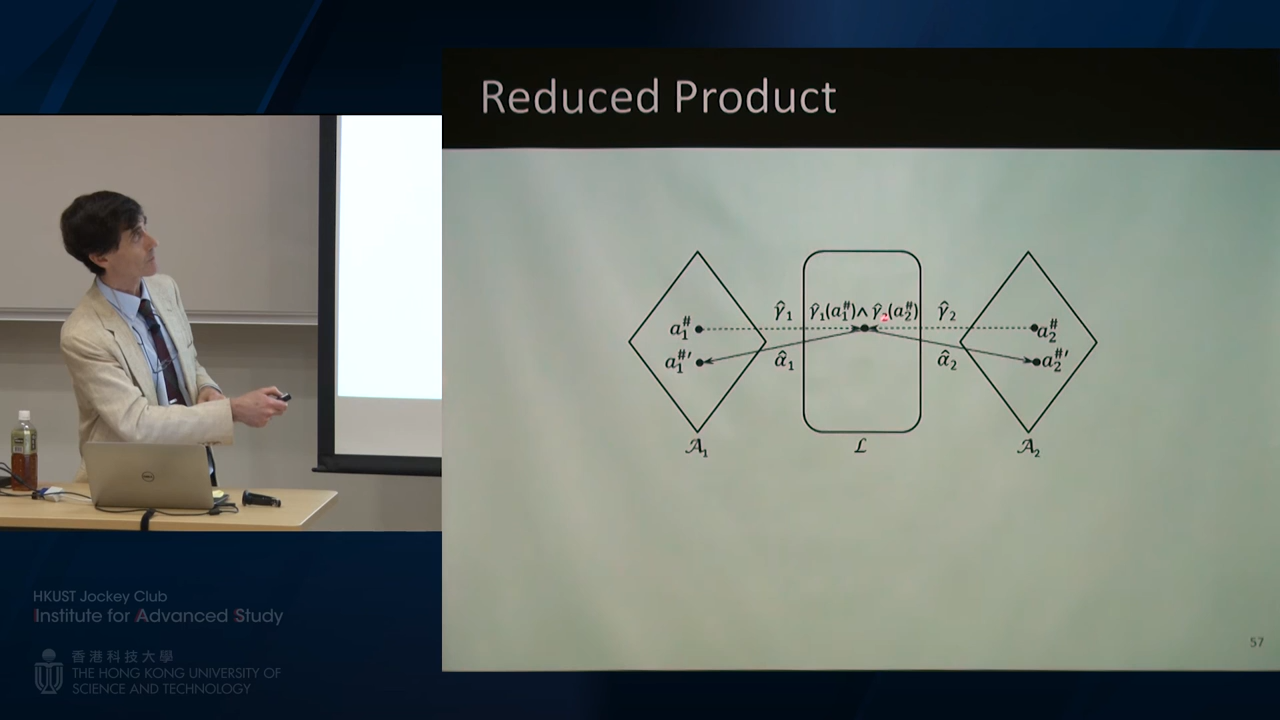 Reduced Product
γ̂₁
γ̂₁(a₁#)∧γ̂₂(a₂#)
γ̂₂
a₁#
a₂#
a₁#′
α̂₁
α̂₂
a₂#′
𝒜₁
ℒ
𝒜₂
57
DELL
HKUST Jockey Club
Institute for Advanced Study
香港科技大學
THE HONG KONG UNIVERSITY OF
SCIENCE AND TECHNOLOGY